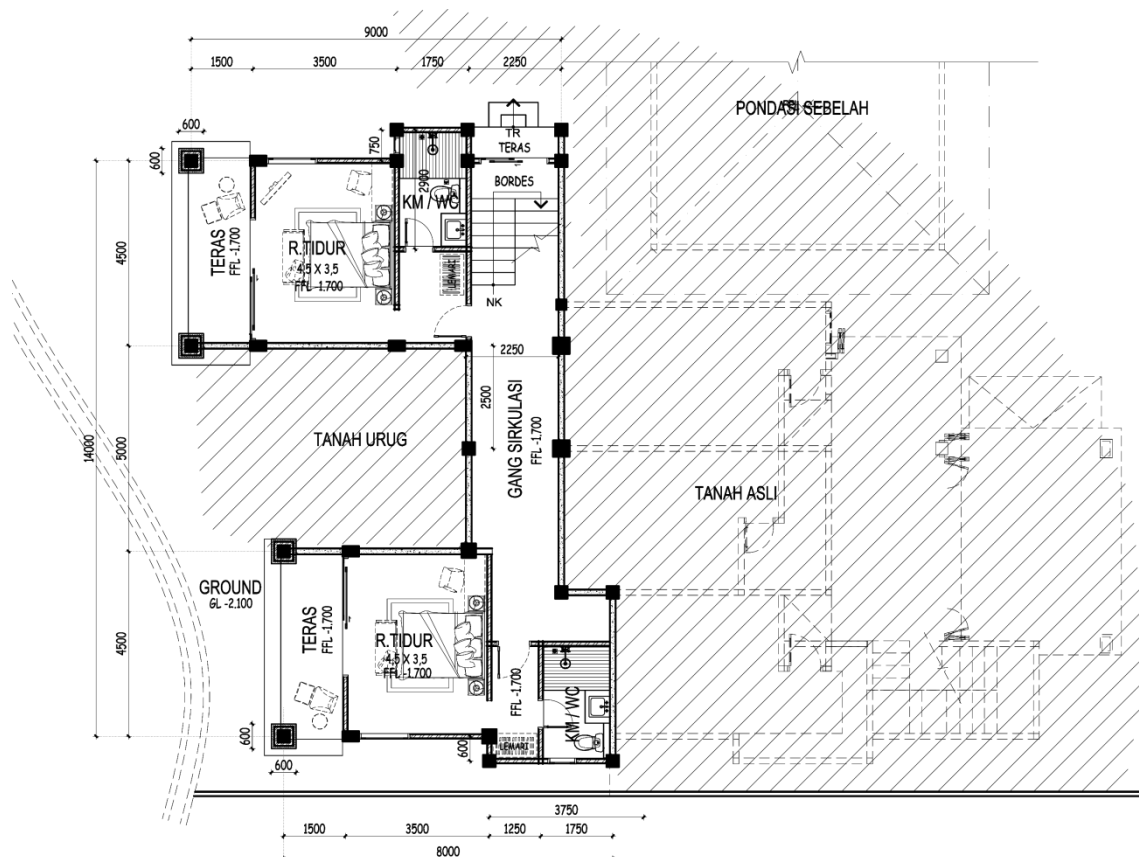 9000
1500
3500
1750
2250
PONDASI SEBELAH
600
TR
TERAS
750
600
BORDES
2900
KM / WC
R.TIDUR
4,5 X 3,5
FFL -1.700
TERAS
FFL -1.700
LEMARI
NK
4500
2250
2500
GANG SIRKULASI
FFL -1.700
TANAH URUG
14000
5000
TANAH ASLI
GROUND
GL -2.100
TERAS
FFL -1.700
R.TIDUR
4,5 X 3,5
FFL -1.700
4500
FFL -1.700
KM / WC
LEMARI
600
600
600
3750
1500
3500
1250
1750
8000